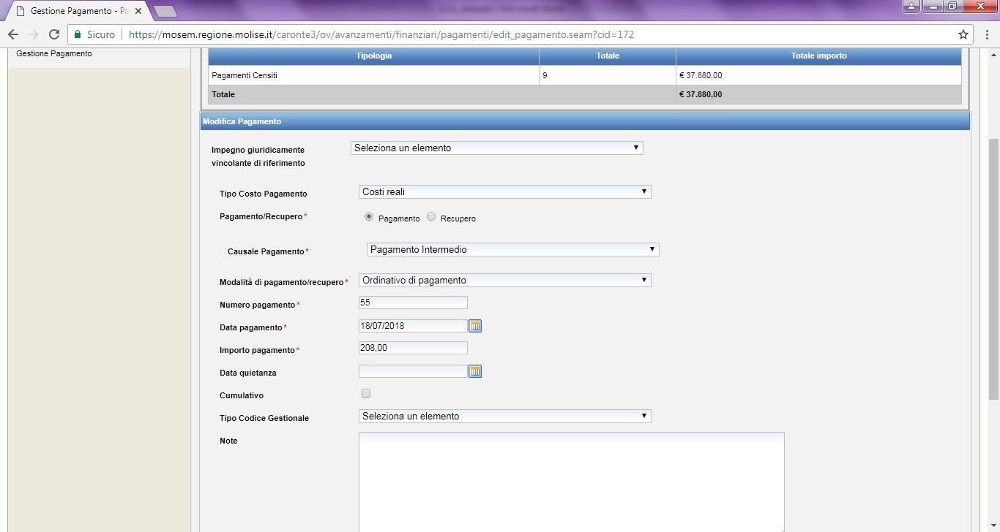 Gestione Pagamento - Pa
Sicuro https://mosem.regione.molise.it/caronte3/ov/avanzamenti/finanziari/pagamenti/edit_pagamento.seam?cid=172
Gestione Pagamento
Tipologia Totale Totale importo
Pagamenti Censiti 9 € 37.880,00
Totale € 37.880,00
Modifica Pagamento
Impegno giuridicamente
vincolante di riferimento
Seleziona un elemento
Tipo Costo Pagamento Costi reali
Pagamento/Recupero* Pagamento Recupero
Causale Pagamento* Pagamento Intermedio
Modalità di pagamento/recupero* Ordinativo di pagamento
Numero pagamento* 55
Data pagamento* 18/07/2018
Importo pagamento* 208,00
Data quietanza
Cumulativo
Tipo Codice Gestionale Seleziona un elemento
Note